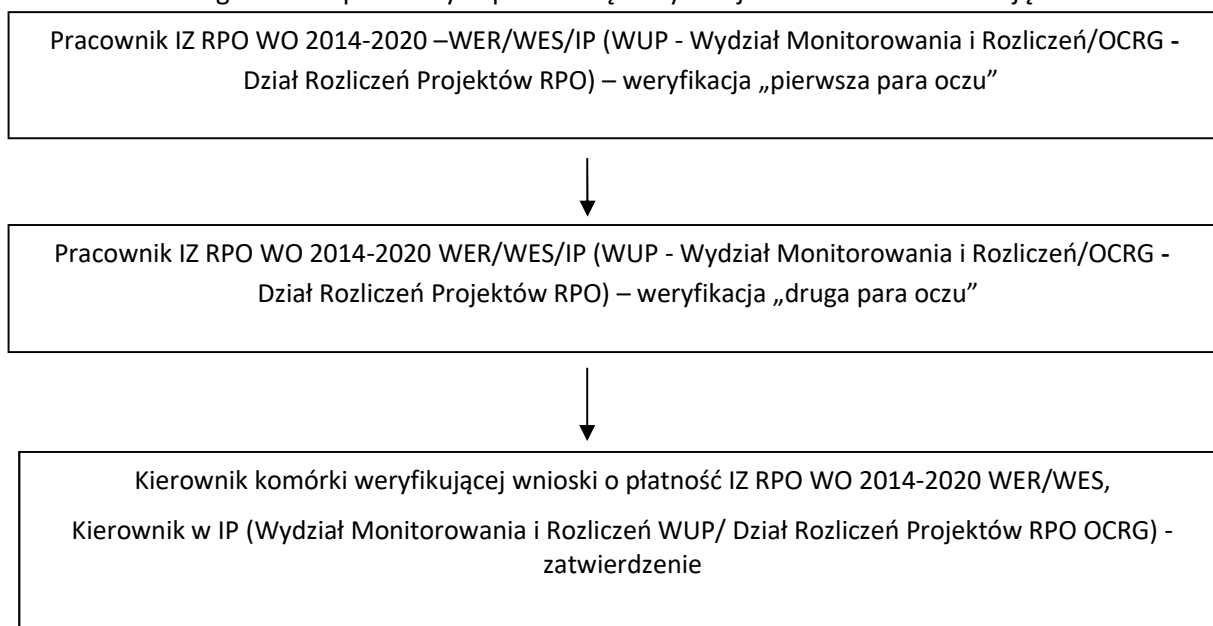 Pracownik IZ RPO WO 2014-2020 –WER/WES/IP (WUP - Wydział Monitorowania i Rozliczeń/OCRG -
Dział Rozliczeń Projektów RPO) – weryfikacja „pierwsza para oczu”
Pracownik IZ RPO WO 2014-2020 WER/WES/IP (WUP - Wydział Monitorowania i Rozliczeń/OCRG -
Dział Rozliczeń Projektów RPO) – weryfikacja „druga para oczu”
Kierownik komórki weryfikującej wnioski o płatność IZ RPO WO 2014-2020 WER/WES,
Kierownik w IP (Wydział Monitorowania i Rozliczeń WUP/ Dział Rozliczeń Projektów RPO OCRG) -
zatwierdzenie